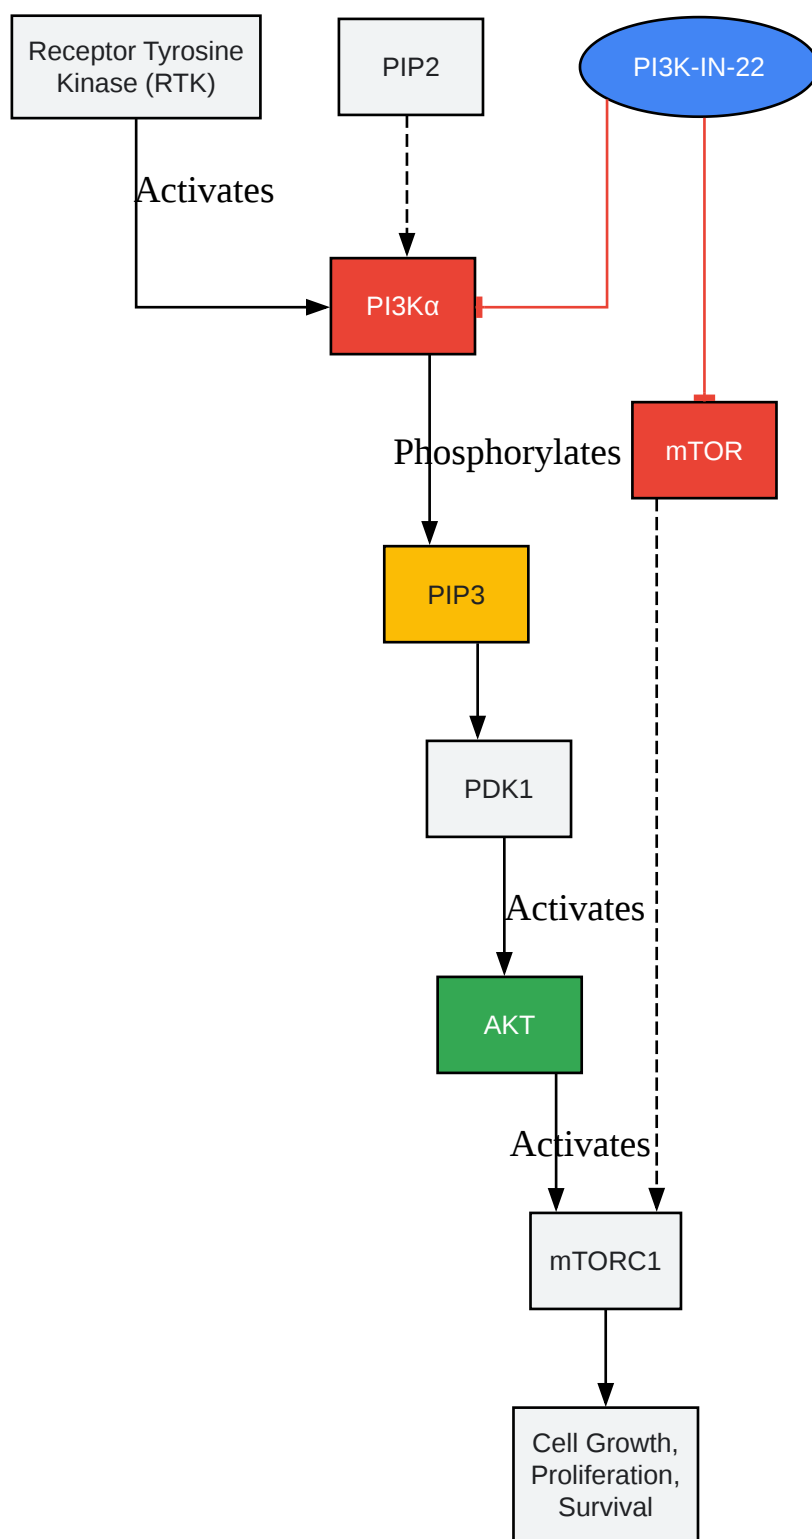 Receptor Tyrosine
Kinase (RTK)
PIP2
PI3K-IN-22
Activates
PI3Kα
Phosphorylates
mTOR
PIP3
PDK1
Activates
AKT
Activates
mTORC1
Cell Growth,
Proliferation,
Survival